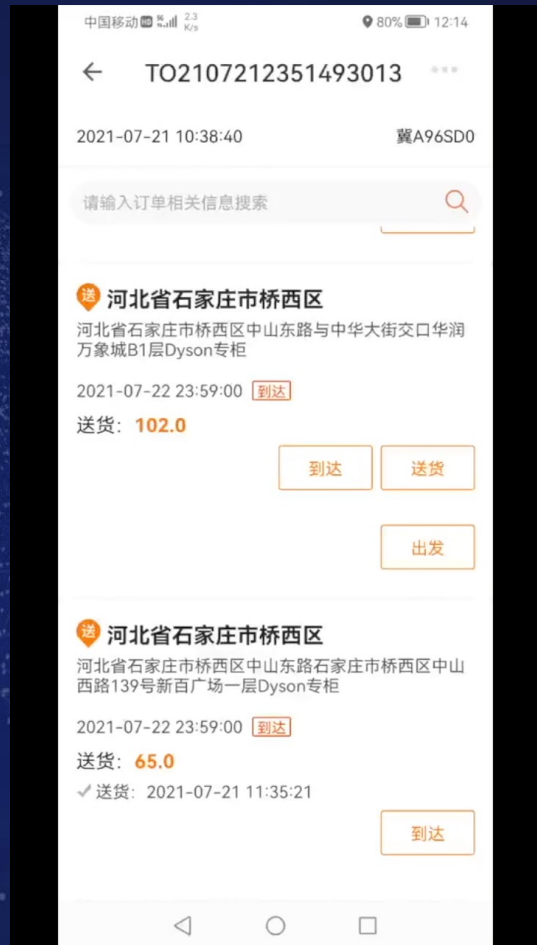 中国移动 HD 5G 2.3 K/s 80% 12:14
TO2107212351493013
2021-07-21 10:38:40 冀A96SD0
请输入订单相关信息搜索
送 河北省石家庄市桥西区
河北省石家庄市桥西区中山东路与中华大街交口华润
万象城B1层Dyson专柜
2021-07-22 23:59:00 到达
送货：102.0
到达 送货
出发
送 河北省石家庄市桥西区
河北省石家庄市桥西区中山东路石家庄市桥西区中山
西路139号新百广场一层Dyson专柜
2021-07-22 23:59:00 到达
送货：65.0
送货：2021-07-21 11:35:21
到达